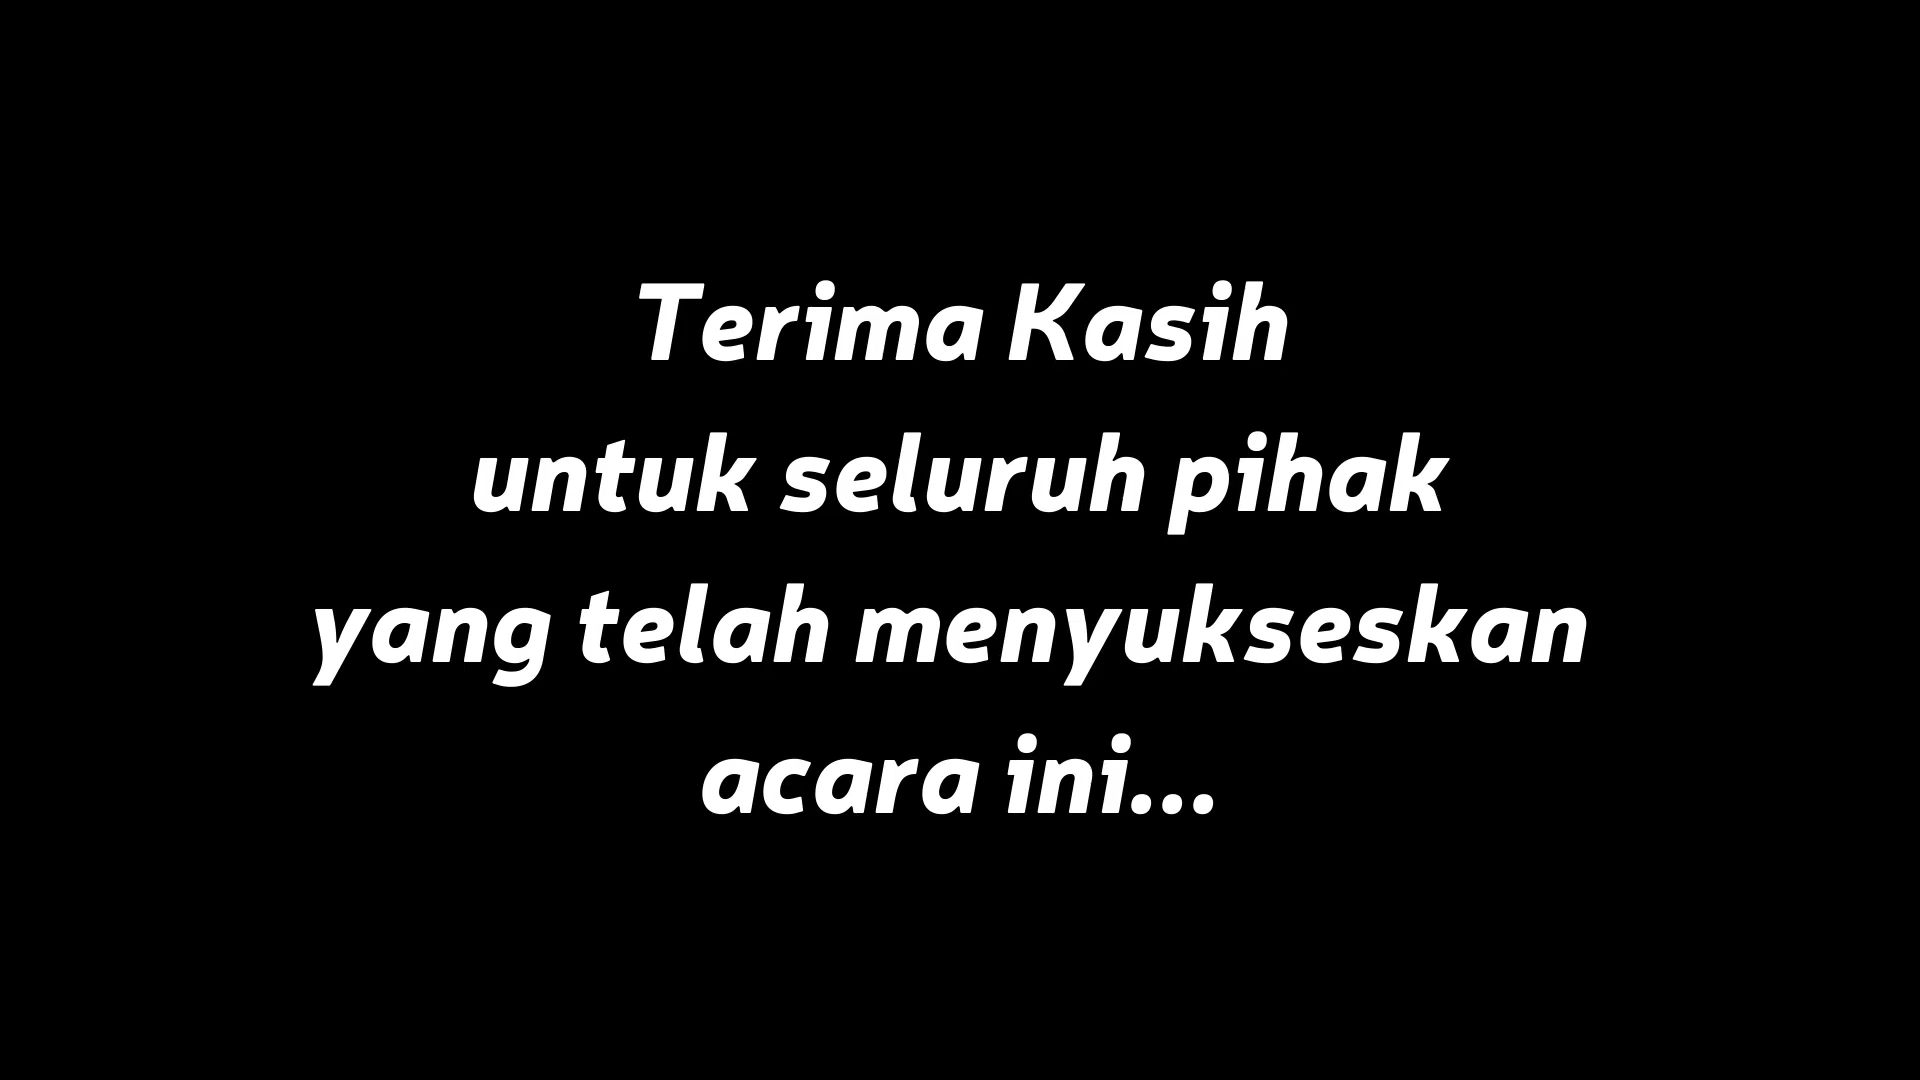 Terima Kasih
untuk seluruh pihak
yang telah menyukseskan
acara ini...